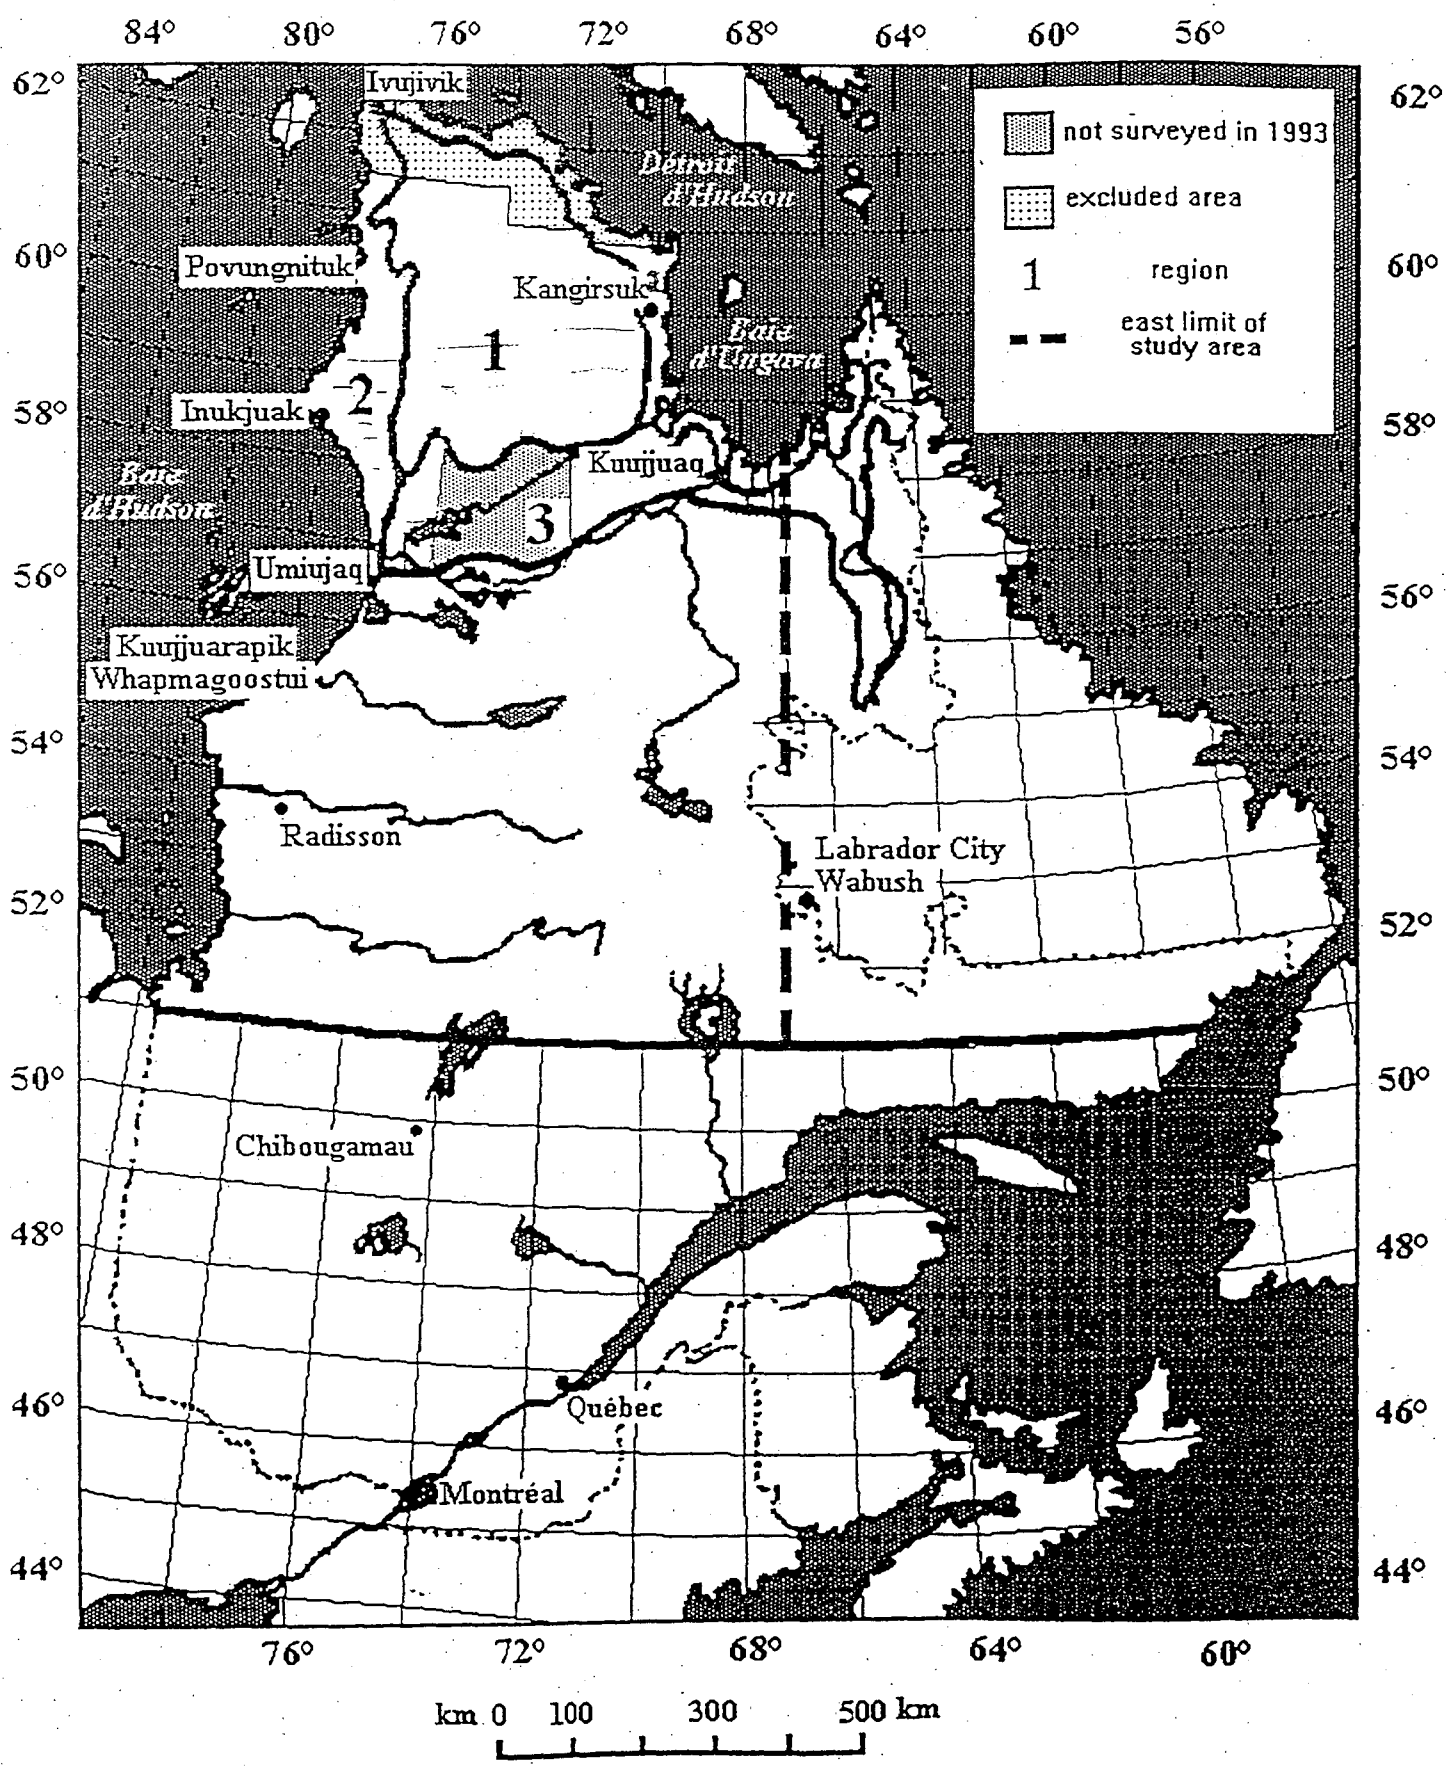 84° 80° 76° 72° 68° 64° 60° 56°
62° 62°
Ivujivik
not surveyed in 1993
Détroit
d'Hudson
excluded area
60° 60°
Povungnituk
1 region
Kangirsuk
Baie
d'Ungava
east limit of
study area
1
2
58° 58°
Inukjuak
Kuujjuaq
Baie
d'Hudson
3
56° 56°
Umiujaq
Kuujjuarapik
Whapmagoostui
54° 54°
Radisson
Labrador City
Wabush
52° 52°
50° 50°
Chibougamau
48° 48°
46° 46°
Québec
Montréal
44° 44°
76° 72° 68° 64° 60°
km 0 100 300 500 km